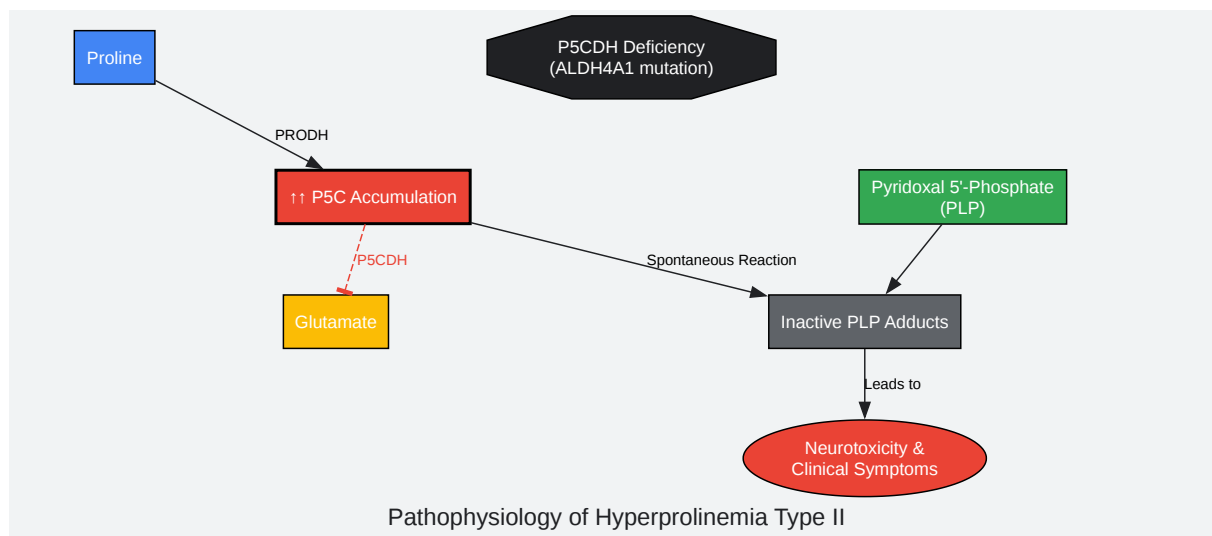 P5CDH Deficiency
(ALDH4A1 mutation)
Proline
PRODH
↑↑ P5C Accumulation
Pyridoxal 5'-Phosphate
(PLP)
P5CDH
Spontaneous Reaction
Glutamate
Inactive PLP Adducts
Leads to
Neurotoxicity &
Clinical Symptoms
Pathophysiology of Hyperprolinemia Type II